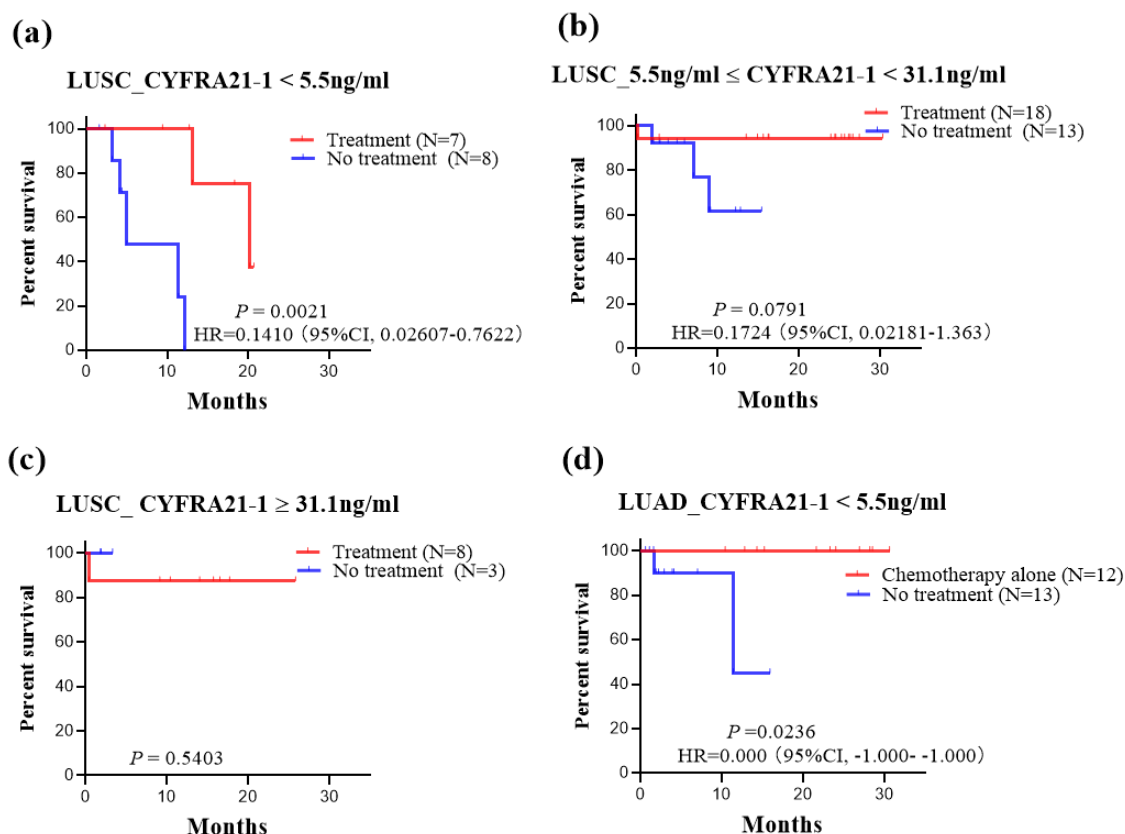 (a)
LUSC_CYFRA21-1 < 5.5ng/ml
Percent survival
100
80
60
40
20
0
Treatment (N=7)
No treatment (N=8)
P = 0.0021
HR=0.1410 (95%CI, 0.02607-0.7622)
0 10 20 30
Months
(b)
LUSC_5.5ng/ml ≤ CYFRA21-1 < 31.1ng/ml
Percent survival
100
80
60
40
20
0
Treatment (N=18)
No treatment (N=13)
P = 0.0791
HR=0.1724 (95%CI, 0.02181-1.363)
0 10 20 30
Months
(c)
LUSC_ CYFRA21-1 ≥ 31.1ng/ml
Percent survival
100
80
60
40
20
0
Treatment (N=8)
No treatment (N=3)
P = 0.5403
0 10 20 30
Months
(d)
LUAD_CYFRA21-1 < 5.5ng/ml
Percent survival
100
80
60
40
20
0
Chemotherapy alone (N=12)
No treatment (N=13)
P =0.0236
HR=0.000 (95%CI, -1.000- -1.000)
0 10 20 30
Months